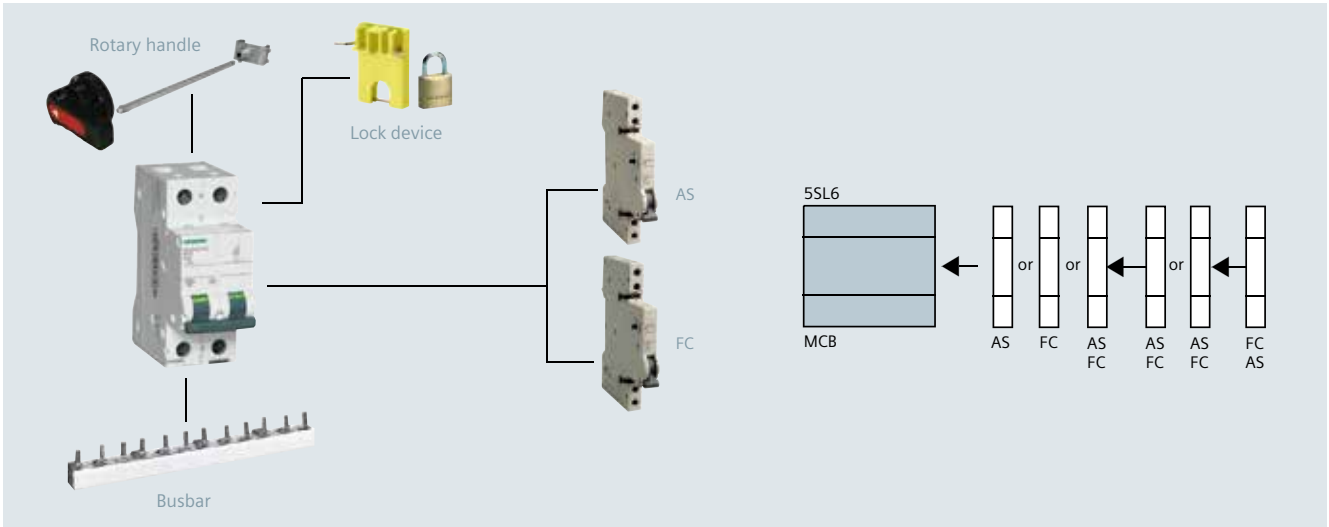 Rotary handle
Lock device
AS
FC
Busbar
5SL6
MCB
or
or
or
AS
FC
AS
FC
AS
FC
AS
FC
FC
AS